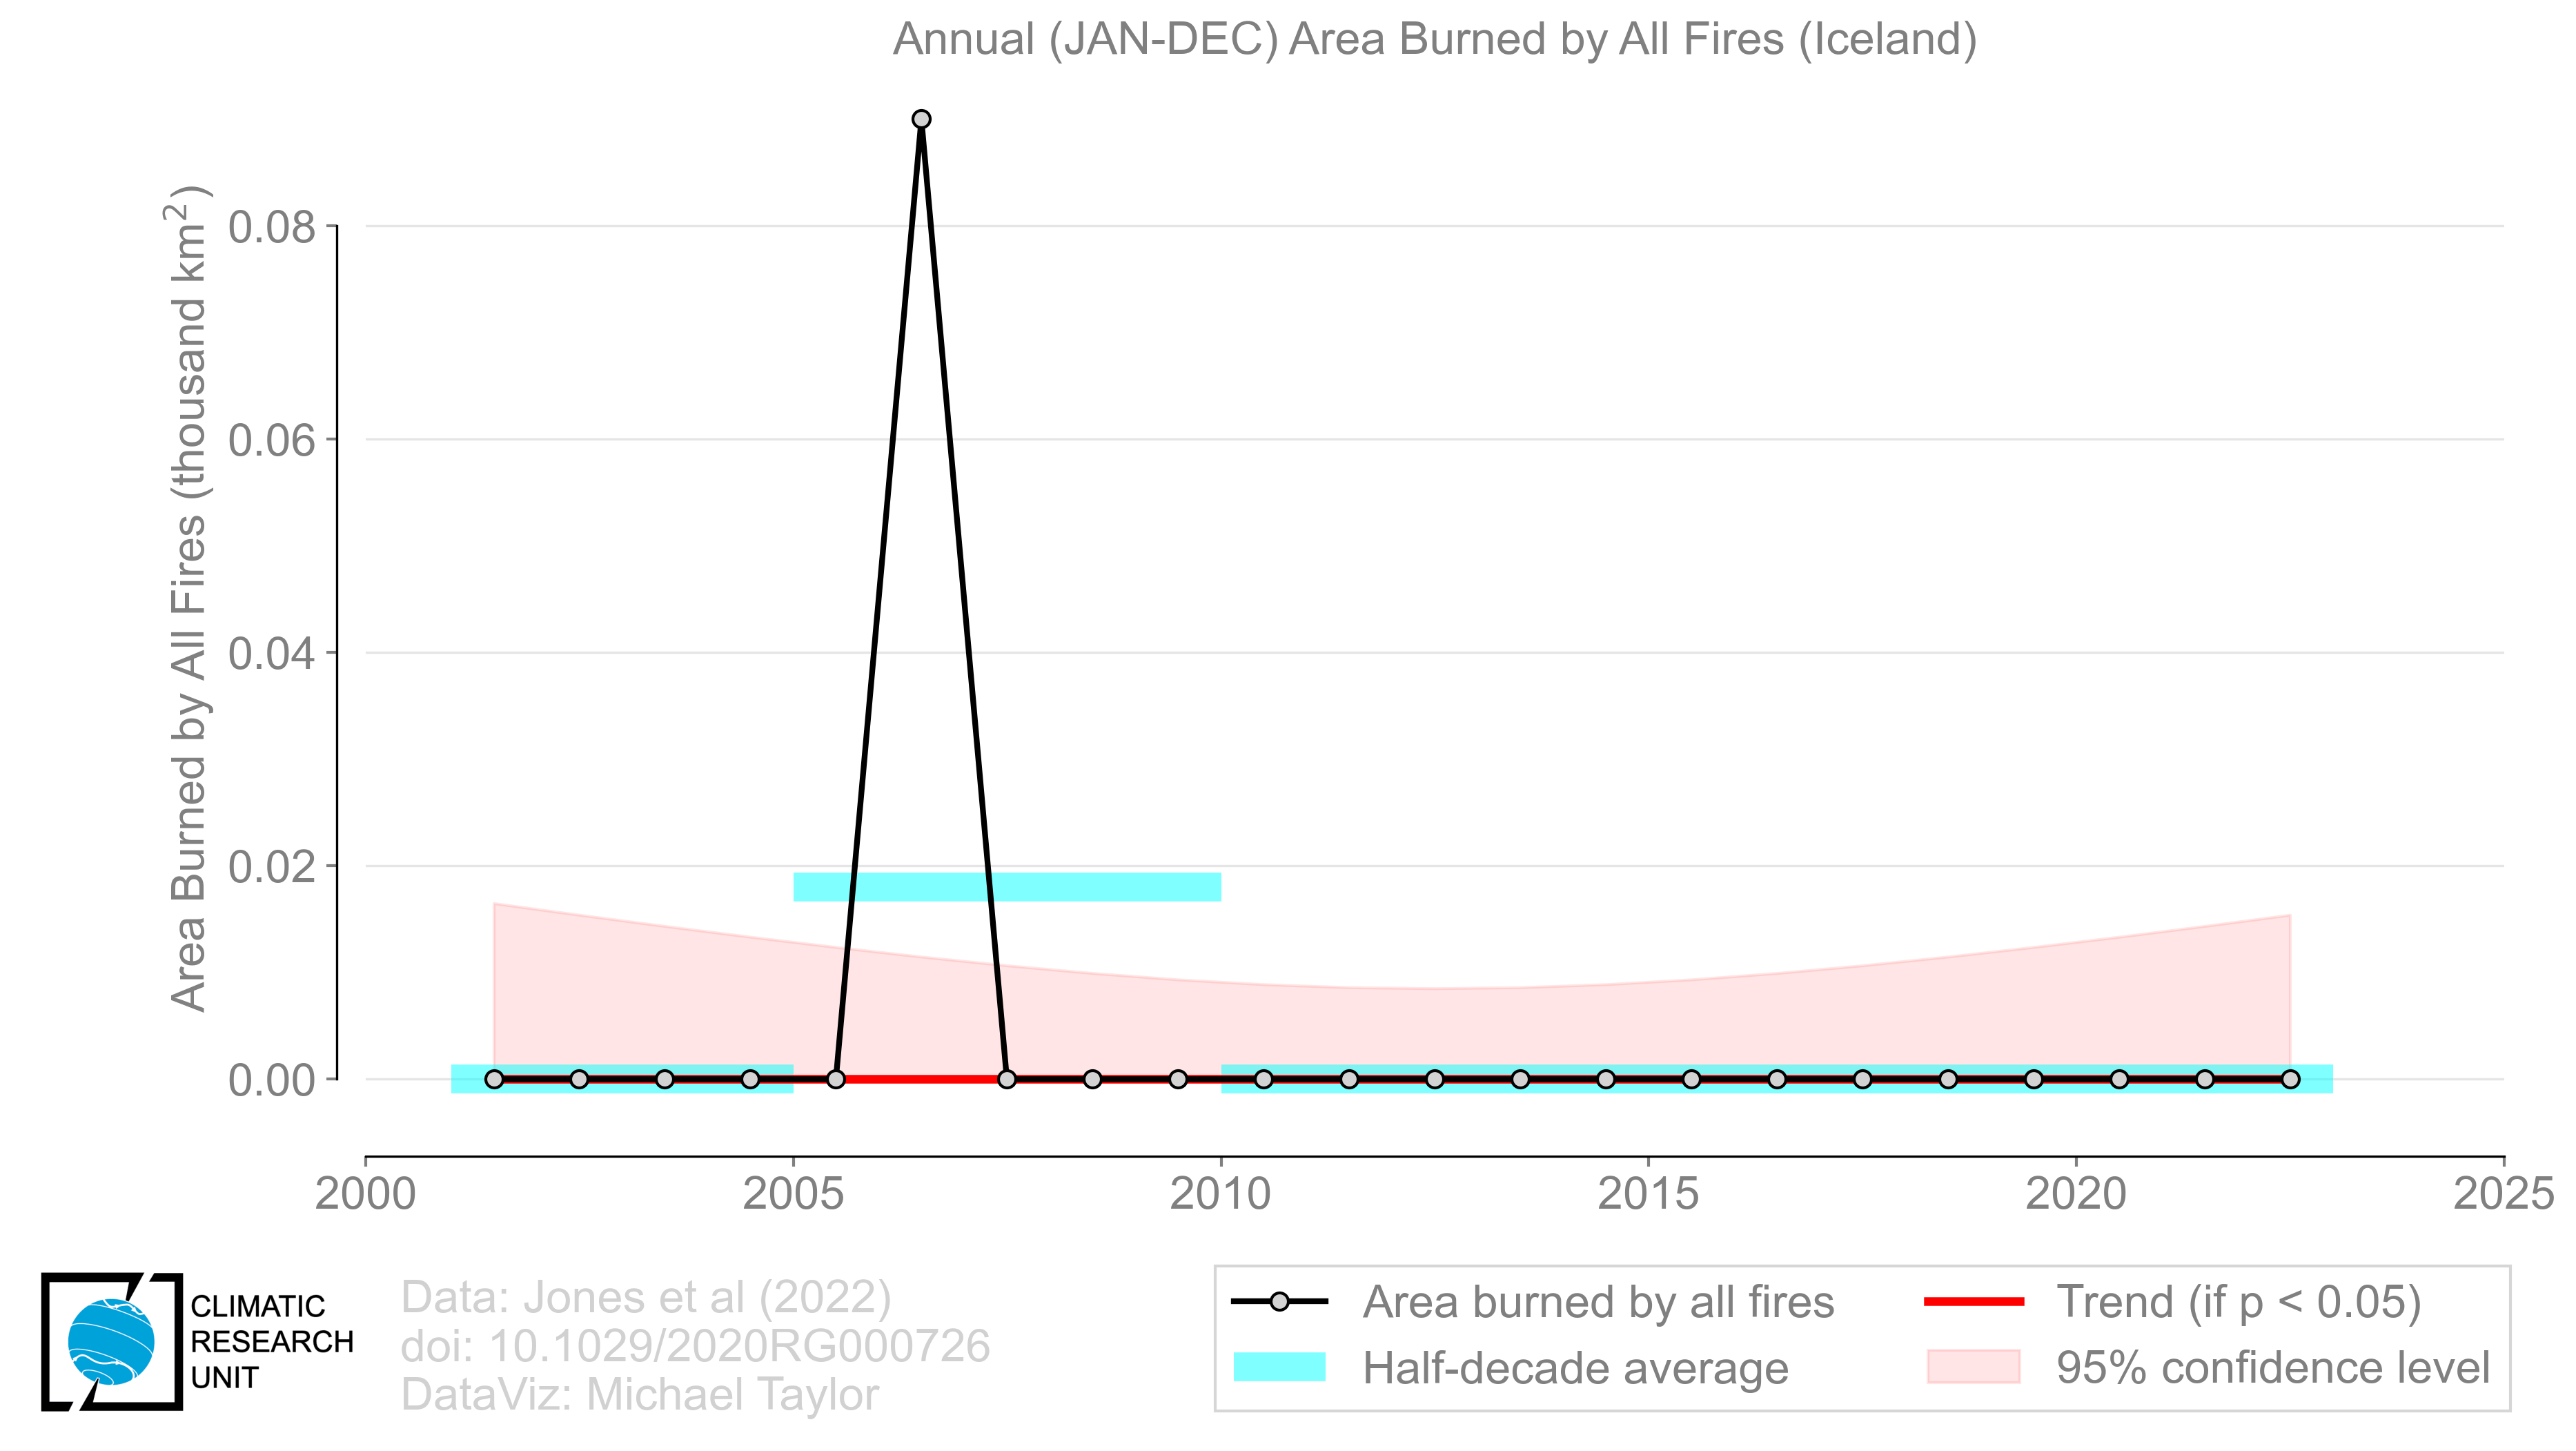 Annual (JAN-DEC) Area Burned by All Fires (Iceland)
Area Burned by All Fires (thousand km²)
0.08
0.06
0.04
0.02
0.00
2000
2005
2010
2015
2020
2025
CLIMATIC
RESEARCH
UNIT
Data: Jones et al (2022)
doi: 10.1029/2020RG000726
DataViz: Michael Taylor
Area burned by all fires
Half-decade average
Trend (if p < 0.05)
95% confidence level